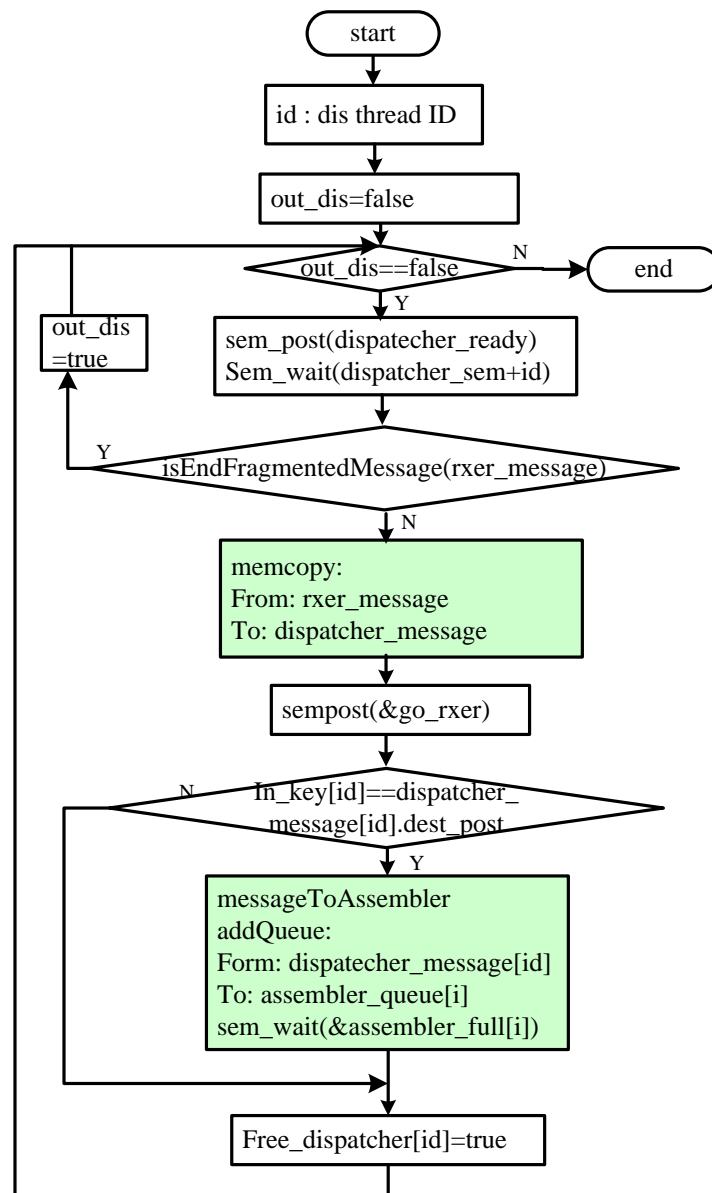 start
id : dis thread ID
out_dis=false
out_dis==false
N
end
Y
out_dis
=true
sem_post(dispatecher_ready)
Sem_wait(dispatcher_sem+id)
Y
isEndFragmentedMessage(rxer_message)
N
memcopy:
From: rxer_message
To: dispatcher_message
sempost(&go_rxer)
N
In_key[id]==dispatcher_
message[id].dest_post
Y
messageToAssembler
addQueue:
Form: dispatecher_message[id]
To: assembler_queue[i]
sem_wait(&assembler_full[i])
Free_dispatcher[id]=true